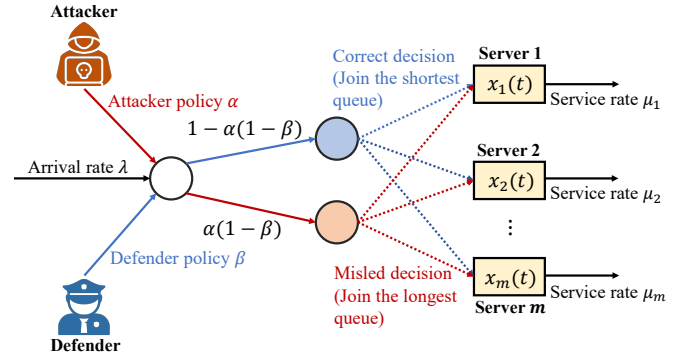 Attacker
Attacker policy α
Arrival rate λ
Defender policy β
Defender
1 − α(1−β)
α(1−β)
Correct decision
(Join the shortest
queue)
Misled decision
(Join the longest
queue)
Server 1
x₁(t)
Service rate μ₁
Server 2
x₂(t)
Service rate μ₂
⋮
xₘ(t)
Server m
Service rate μₘ